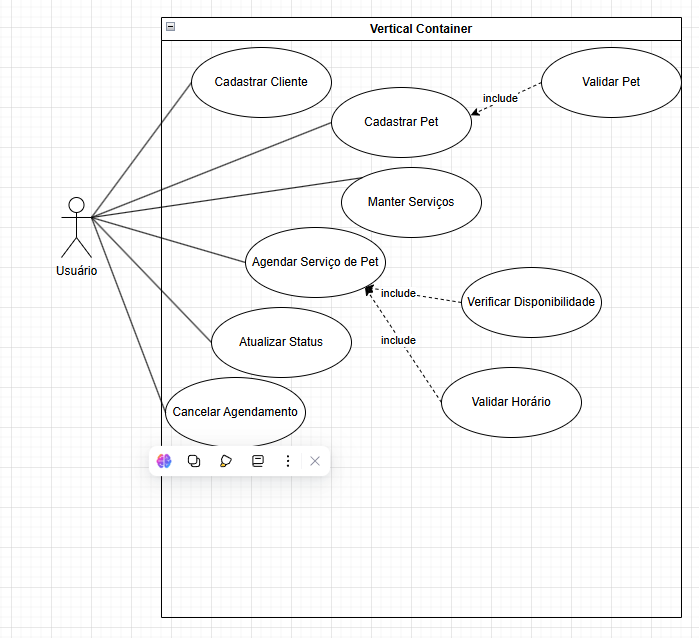 Vertical Container
Cadastrar Cliente
Validar Pet
include
Cadastrar Pet
Manter Serviços
Usuário
Agendar Serviço de Pet
include
Verificar Disponibilidade
include
Atualizar Status
Validar Horário
Cancelar Agendamento